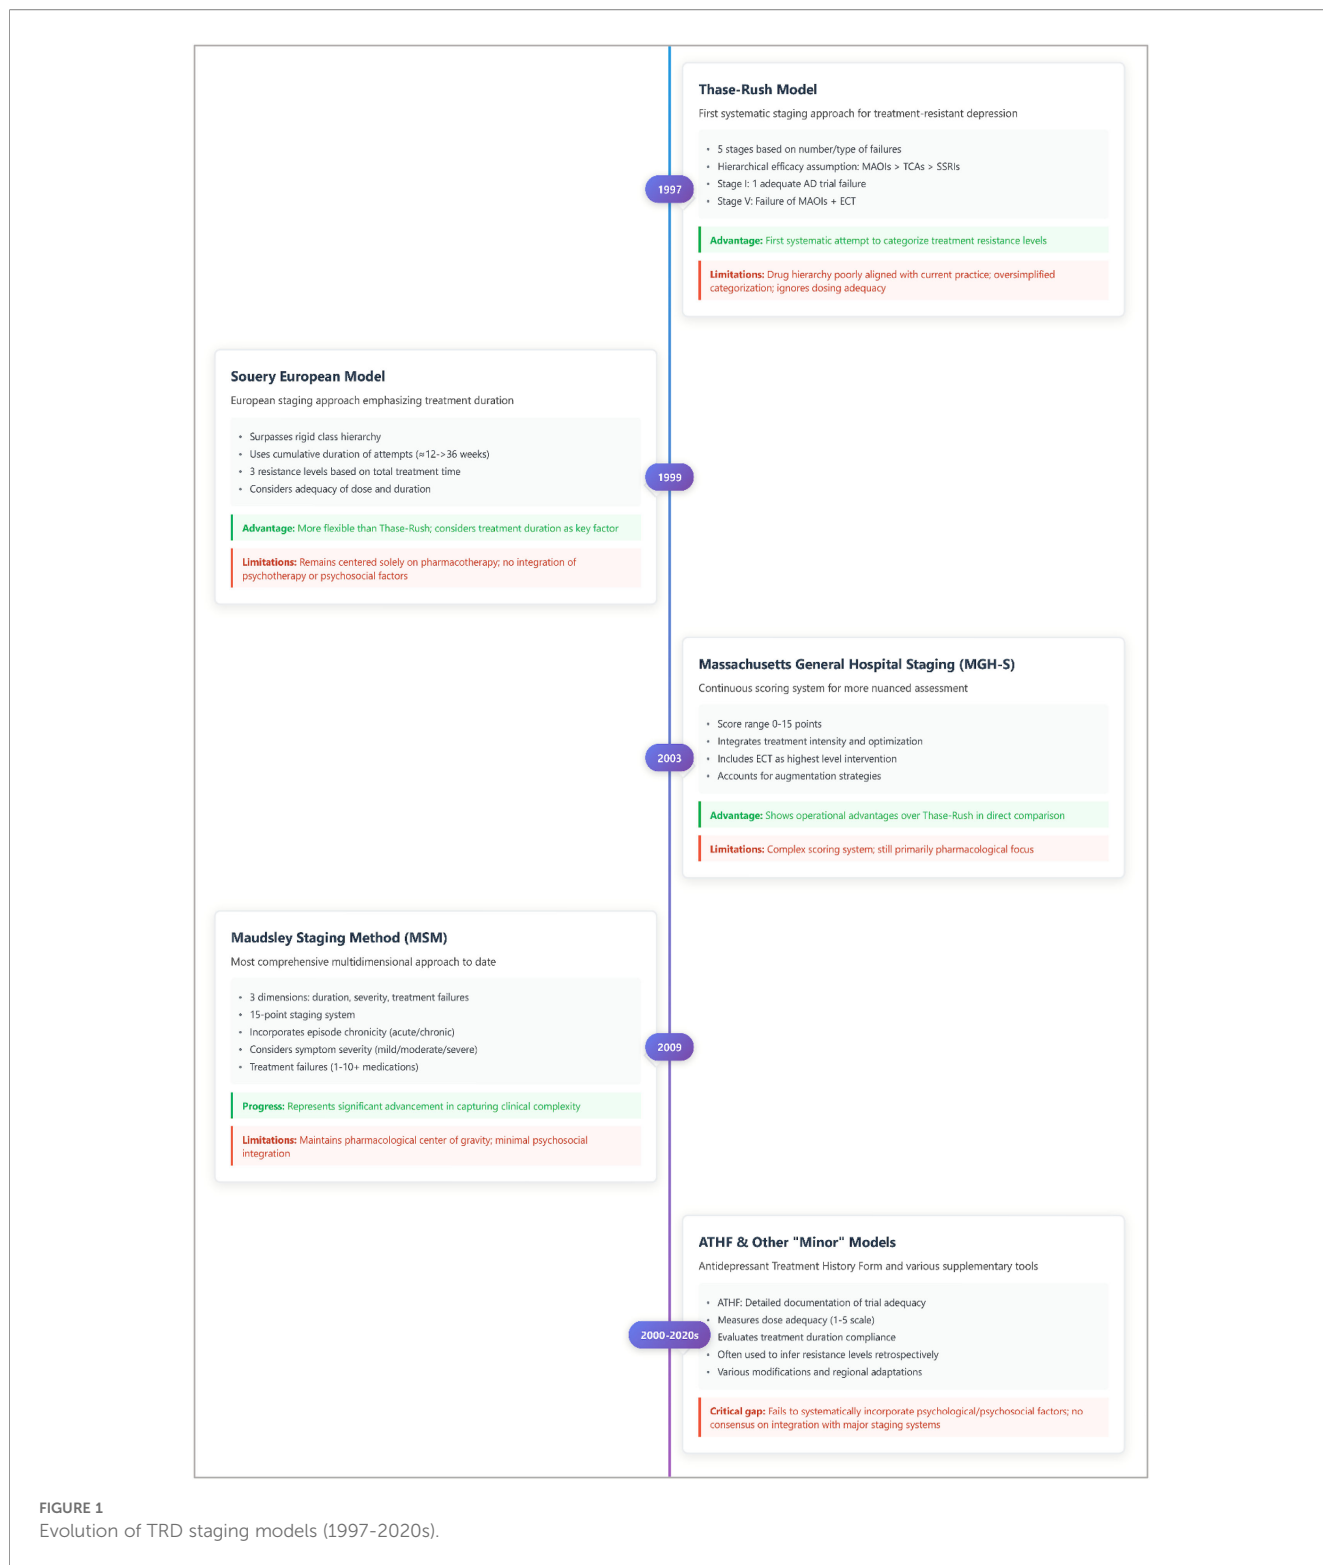 Thase-Rush Model
First systematic staging approach for treatment-resistant depression
• 5 stages based on number/type of failures
• Hierarchical efficacy assumption: MAOIs > TCAs > SSRIs
• Stage I: 1 adequate AD trial failure
• Stage V: Failure of MAOIs + ECT
1997
Advantage: First systematic attempt to categorize treatment resistance levels
Limitations: Drug hierarchy poorly aligned with current practice; oversimplified
categorization; ignores dosing adequacy
Souery European Model
European staging approach emphasizing treatment duration
• Surpasses rigid class hierarchy
• Uses cumulative duration of attempts (≈12->36 weeks)
• 3 resistance levels based on total treatment time
• Considers adequacy of dose and duration
1999
Advantage: More flexible than Thase-Rush; considers treatment duration as key factor
Limitations: Remains centered solely on pharmacotherapy; no integration of
psychotherapy or psychosocial factors
Massachusetts General Hospital Staging (MGH-S)
Continuous scoring system for more nuanced assessment
• Score range 0-15 points
• Integrates treatment intensity and optimization
• Includes ECT as highest level intervention
• Accounts for augmentation strategies
2003
Advantage: Shows operational advantages over Thase-Rush in direct comparison
Limitations: Complex scoring system; still primarily pharmacological focus
Maudsley Staging Method (MSM)
Most comprehensive multidimensional approach to date
• 3 dimensions: duration, severity, treatment failures
• 15-point staging system
• Incorporates episode chronicity (acute/chronic)
• Considers symptom severity (mild/moderate/severe)
• Treatment failures (1-10+ medications)
2009
Progress: Represents significant advancement in capturing clinical complexity
Limitations: Maintains pharmacological center of gravity; minimal psychosocial
integration
ATHF & Other "Minor" Models
Antidepressant Treatment History Form and various supplementary tools
• ATHF: Detailed documentation of trial adequacy
• Measures dose adequacy (1-5 scale)
Evaluates treatment duration compliance
• Often used to infer resistance levels retrospectively
• Various modifications and regional adaptations
2000-2020s
Critical gap: Fails to systematically incorporate psychological/psychosocial factors; no
consensus on integration with major staging systems
FIGURE 1
Evolution of TRD staging models (1997-2020s).